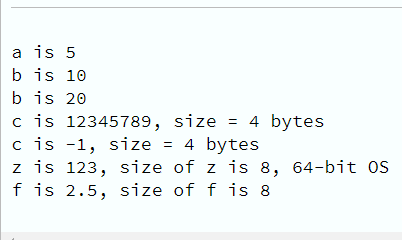 a is 5
b is 10
b is 20
c is 12345789, size = 4 bytes
c is -1, size = 4 bytes
z is 123, size of z is 8, 64-bit OS
f is 2.5, size of f is 8